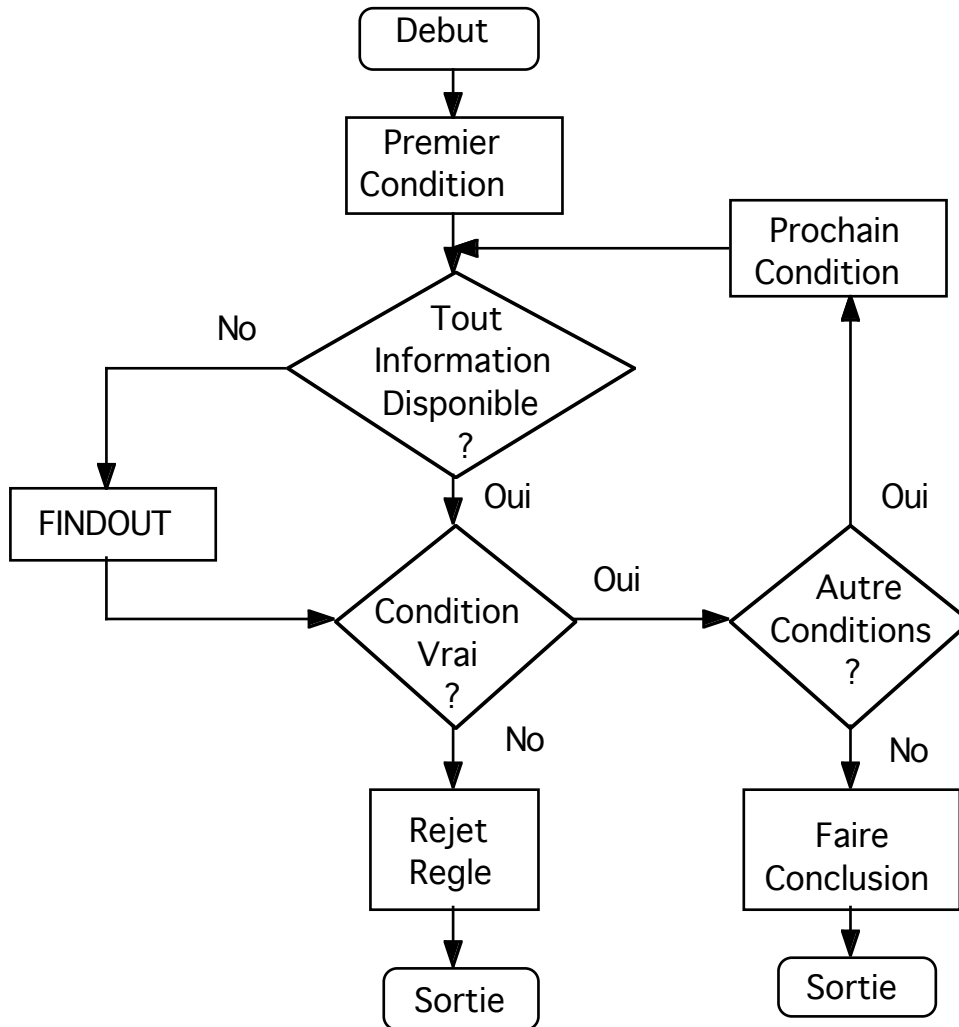 Debut
Premier
Condition
Prochain
Condition
No
Tout
Information
Disponible
?
Oui
Oui
FINDOUT
Oui
Condition
Vrai
?
Autre
Conditions
?
No
No
Rejet
Regle
Faire
Conclusion
Sortie
Sortie